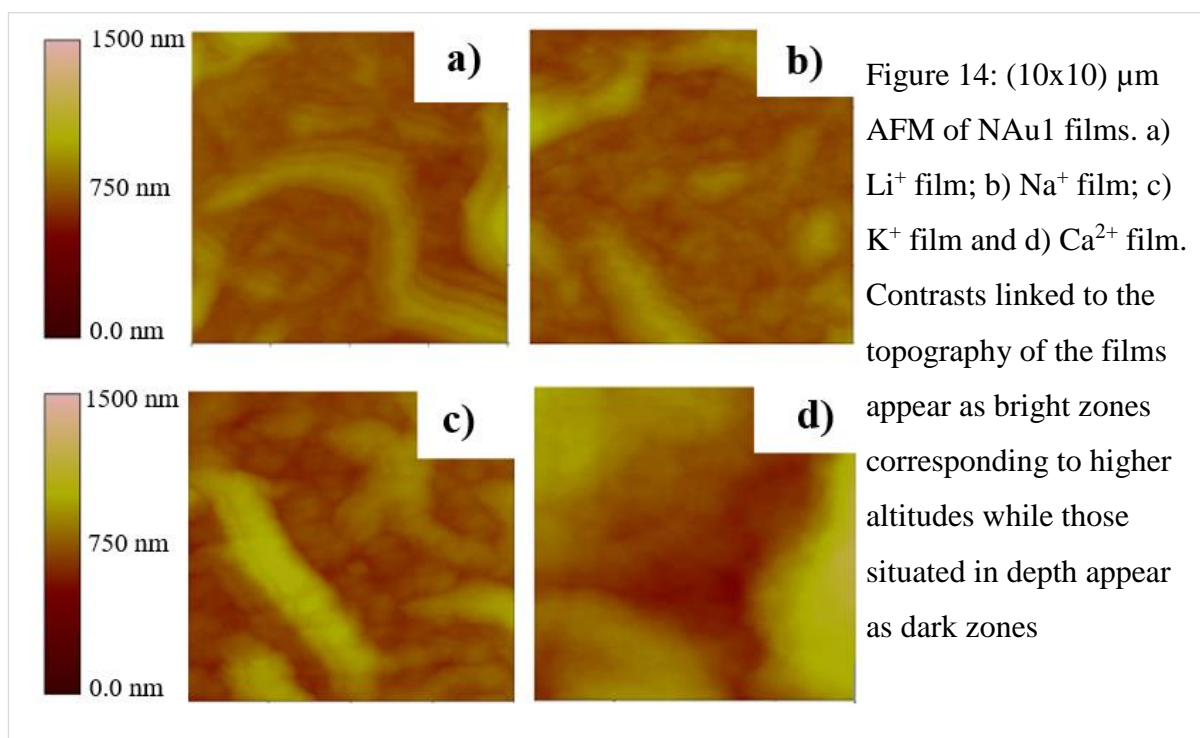 1500 nm
750 nm
0.0 nm
a)
b)
1500 nm
750 nm
0.0 nm
c)
d)
Figure 14: (10x10) µm
AFM of NAu1 films. a)
Li⁺ film; b) Na⁺ film; c)
K⁺ film and d) Ca²⁺ film.
Contrasts linked to the
topography of the films
appear as bright zones
corresponding to higher
altitudes while those
situated in depth appear
as dark zones